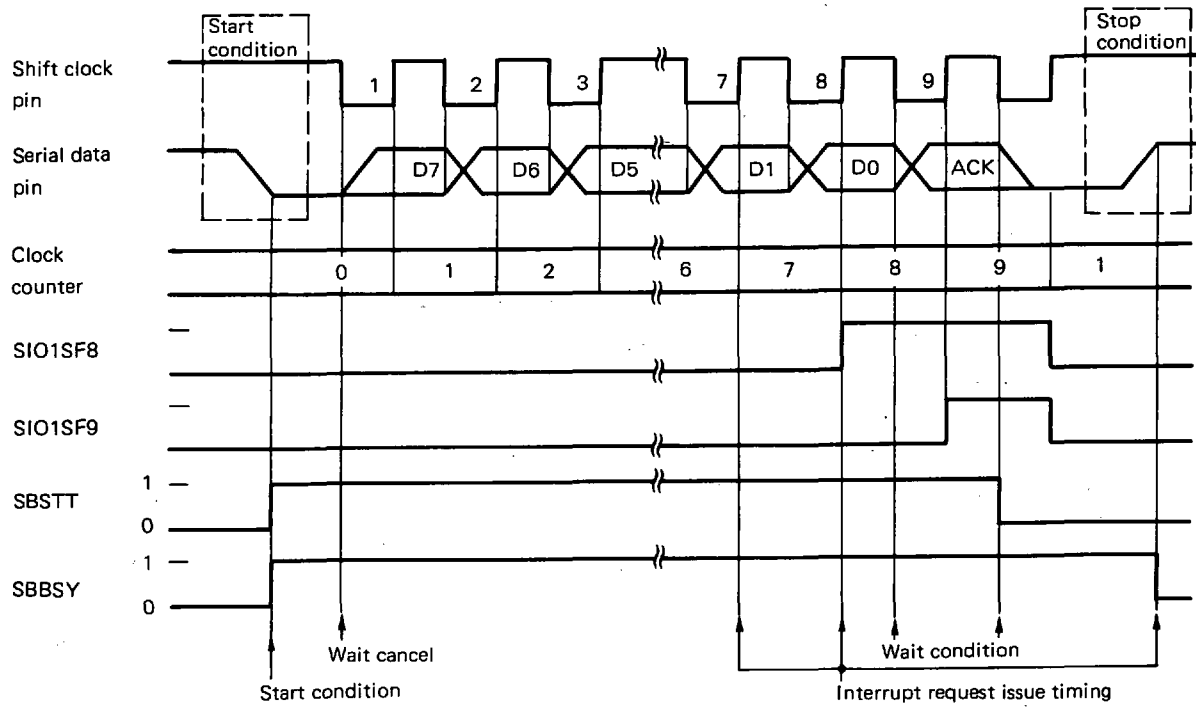 Start
condition
Stop
condition
Shift clock
pin
1 2 3 7 8 9
Serial data
pin
D7 D6 D5 D1 D0 ACK
Clock
counter
0 1 2 6 7 8 9 1
SIO1SF8
SIO1SF9
SBSTT
1
0
SBBSY
1
0
Wait cancel
Wait condition
Start condition
Interrupt request issue timing